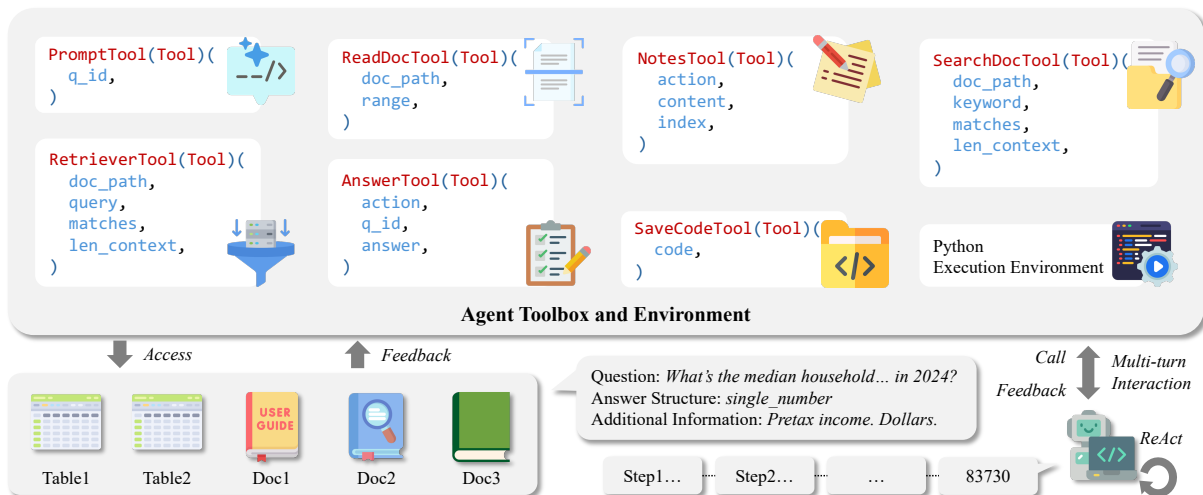 PromptTool(Tool)(
q_id,
)
ReadDocTool(Tool)(
doc_path,
range,
)
NotesTool(Tool)(
action,
content,
index,
)
SearchDocTool(Tool)(
doc_path,
keyword,
matches,
len_context,
)
RetrieverTool(Tool)(
doc_path,
query,
matches,
len_context,
)
AnswerTool(Tool)(
action,
q_id,
answer,
)
SaveCodeTool(Tool)(
code,
)
Python
Execution Environment
Agent Toolbox and Environment
Access
Feedback
Call
Feedback
Multi-turn
Interaction
Question: What's the median household… in 2024?
Answer Structure: single_number
Additional Information: Pretax income. Dollars.
USER
GUIDE
Table1
Table2
Doc1
Doc2
Doc3
Step1…
Step2…
…
83730
ReAct